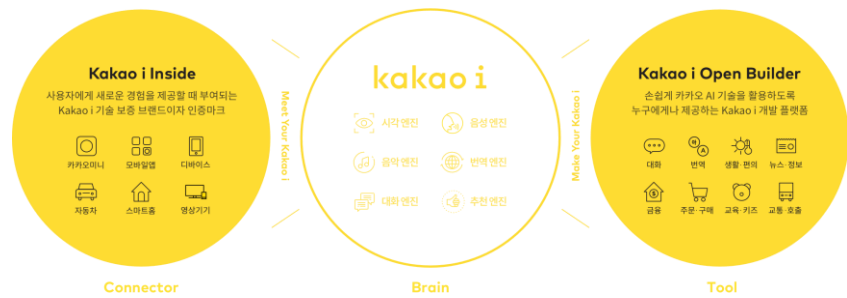 Kakao i Inside
사용자에게 새로운 경험을 제공할 때 부여되는
Kakao i 기술 보증 브랜드이자 인증마크
카카오미니 모바일앱 디바이스
자동차 스마트홈 영상기기
Connector
Meet Your Kakao i
kakao i
시각 엔진 음성 엔진
음악 엔진 번역 엔진
대화 엔진 추천 엔진
Brain
Make Your Kakao i
Kakao i Open Builder
손쉽게 카카오 AI 기술을 활용하도록
누구에게나 제공하는 Kakao i 개발 플랫폼
대화 번역 생활·편의 뉴스·정보
금융 주문·구매 교육·키즈 교통·호출
Tool